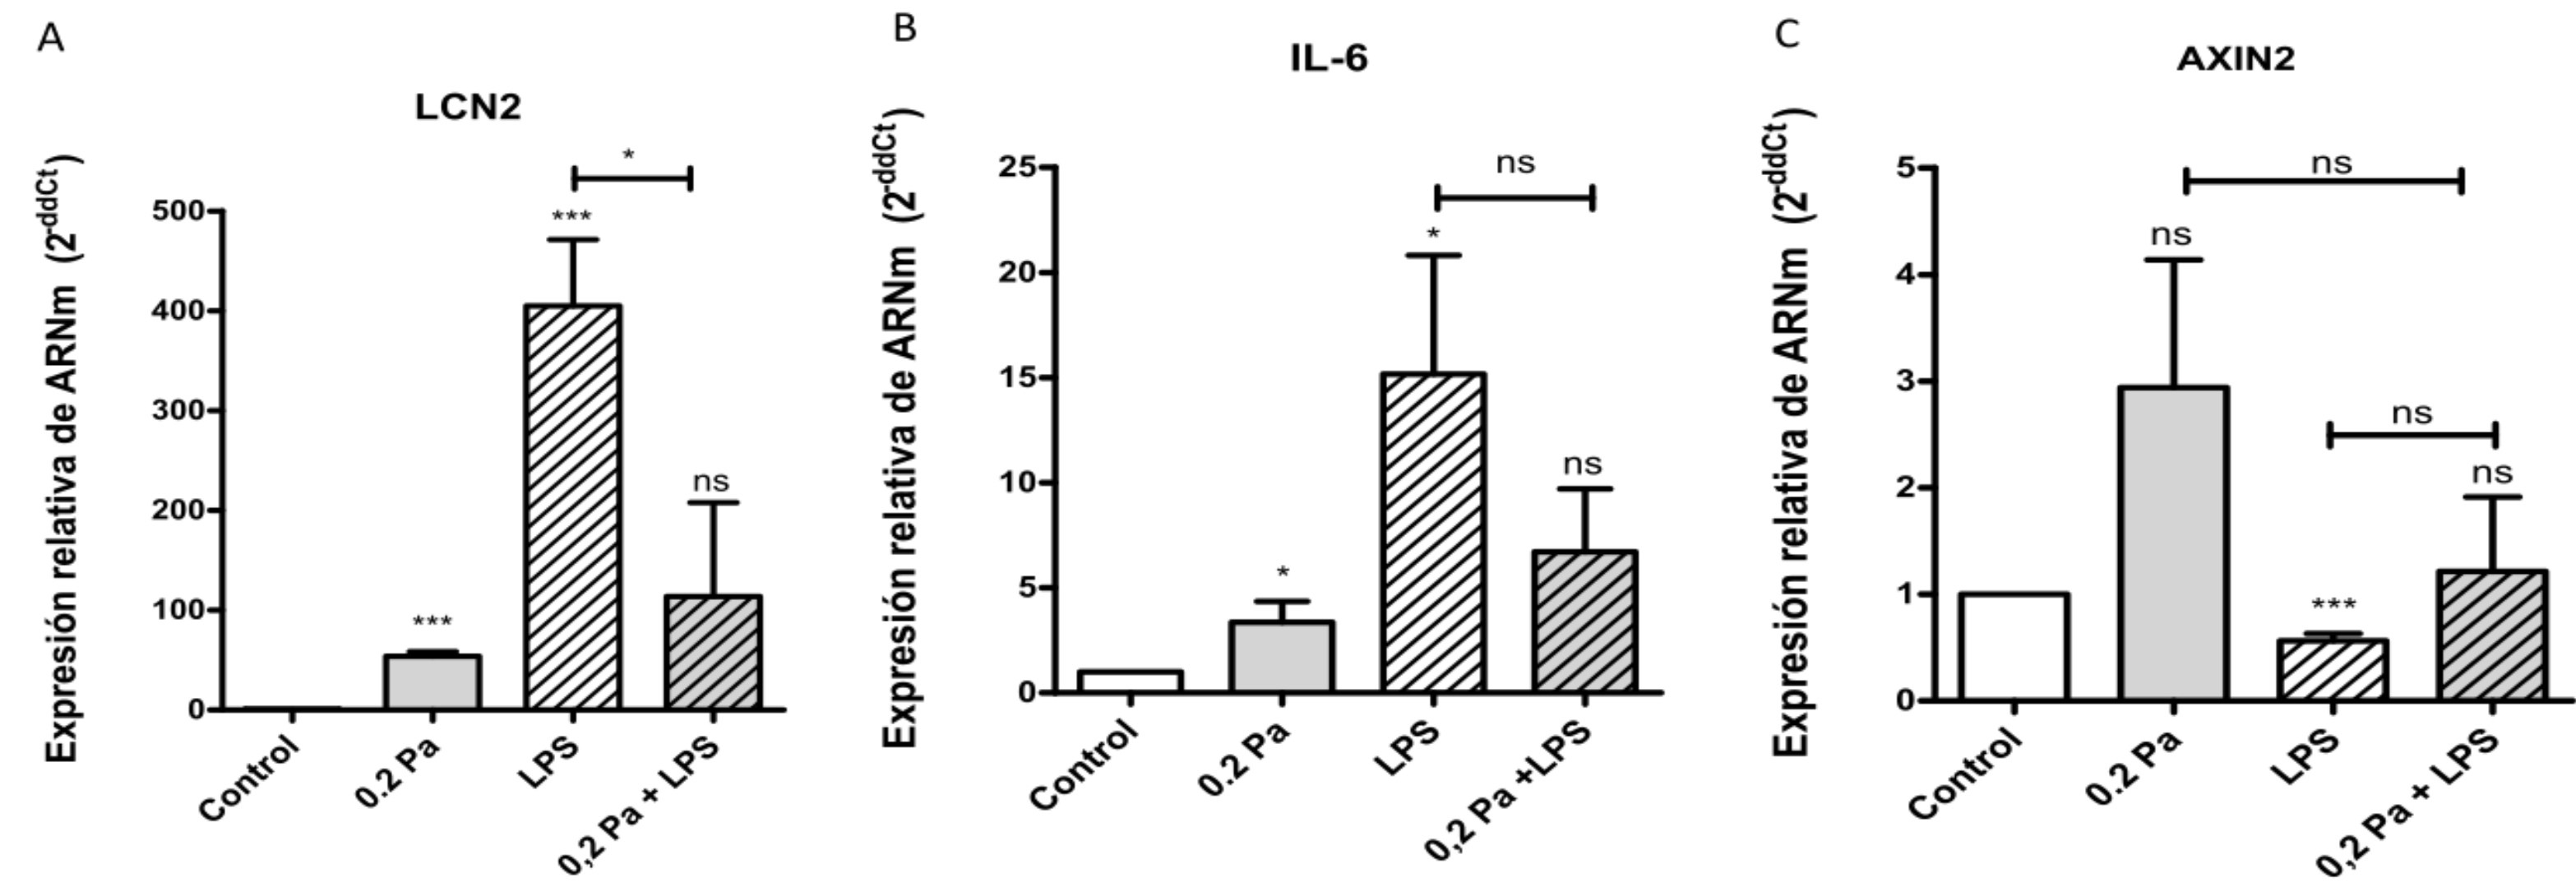 A
LCN2
Expresión relativa de ARNm (2-ddCt)
500
400
300
200
100
0
*
***
***
ns
Control
0.2 Pa
LPS
0,2 Pa + LPS
B
IL-6
Expresión relativa de ARNm (2-ddCt)
25
20
15
10
5
0
ns
*
*
ns
Control
0.2 Pa
LPS
0,2 Pa +LPS
C
AXIN2
Expresión relativa de ARNm (2-ddCt)
5
4
3
2
1
0
ns
ns
ns
ns
***
Control
0.2 Pa
LPS
0,2 Pa + LPS